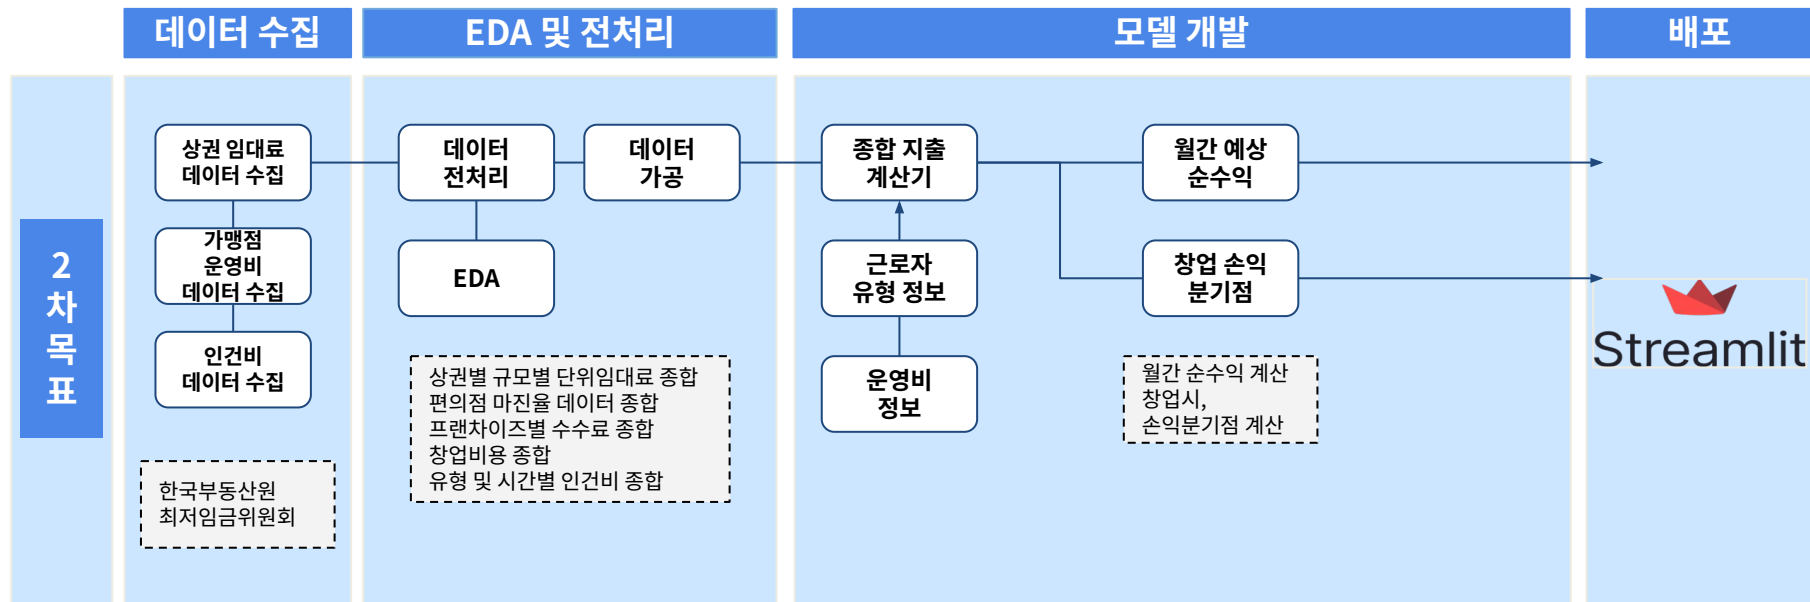 데이터 수집
EDA 및 전처리
모델 개발
배포
2
차
목
표
상권 임대료
데이터 수집
가맹점
운영비
데이터 수집
인건비
데이터 수집
한국부동산원
최저임금위원회
데이터
전처리
데이터
가공
EDA
상권별 규모별 단위임대료 종합
편의점 마진율 데이터 종합
프랜차이즈별 수수료 종합
창업비용 종합
유형 및 시간별 인건비 종합
종합 지출
계산기
근로자
유형 정보
운영비
정보
월간 예상
순수익
창업 손익
분기점
월간 순수익 계산
창업시,
손익분기점 계산
Streamlit